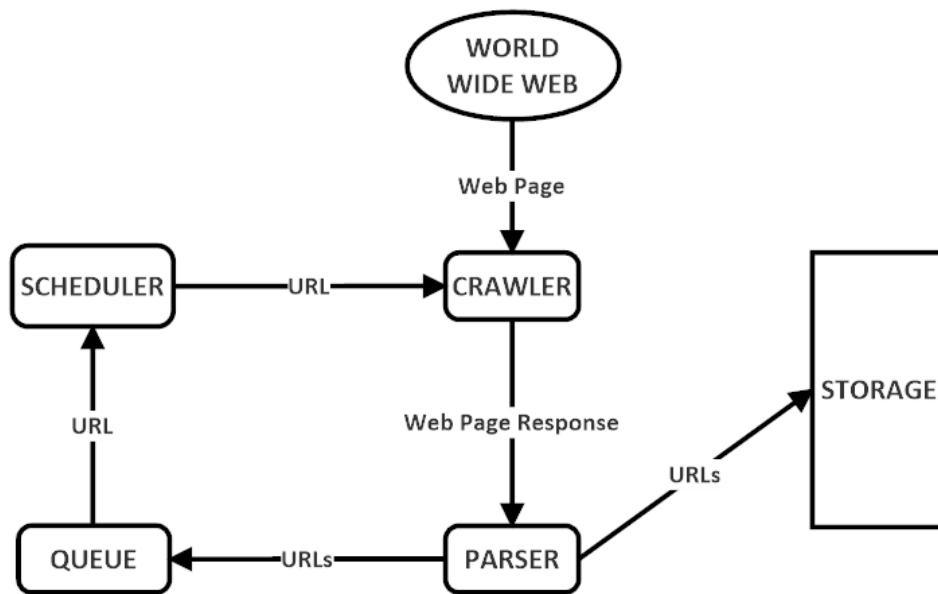 WORLD
WIDE WEB
Web Page
SCHEDULER
URL
CRAWLER
STORAGE
URL
Web Page Response
URLs
QUEUE
URLs
PARSER